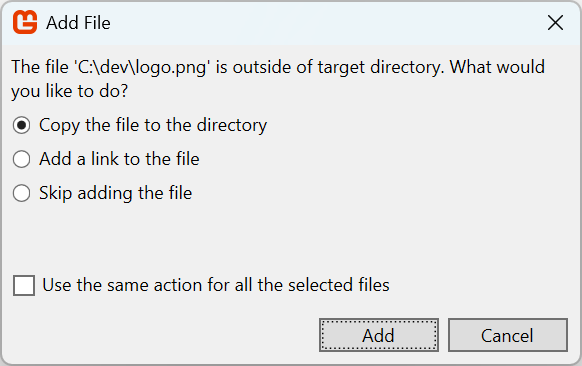 Add File
The file 'C:\dev\logo.png' is outside of target directory. What would
you like to do?
Copy the file to the directory
Add a link to the file
Skip adding the file
Use the same action for all the selected files
Add
Cancel